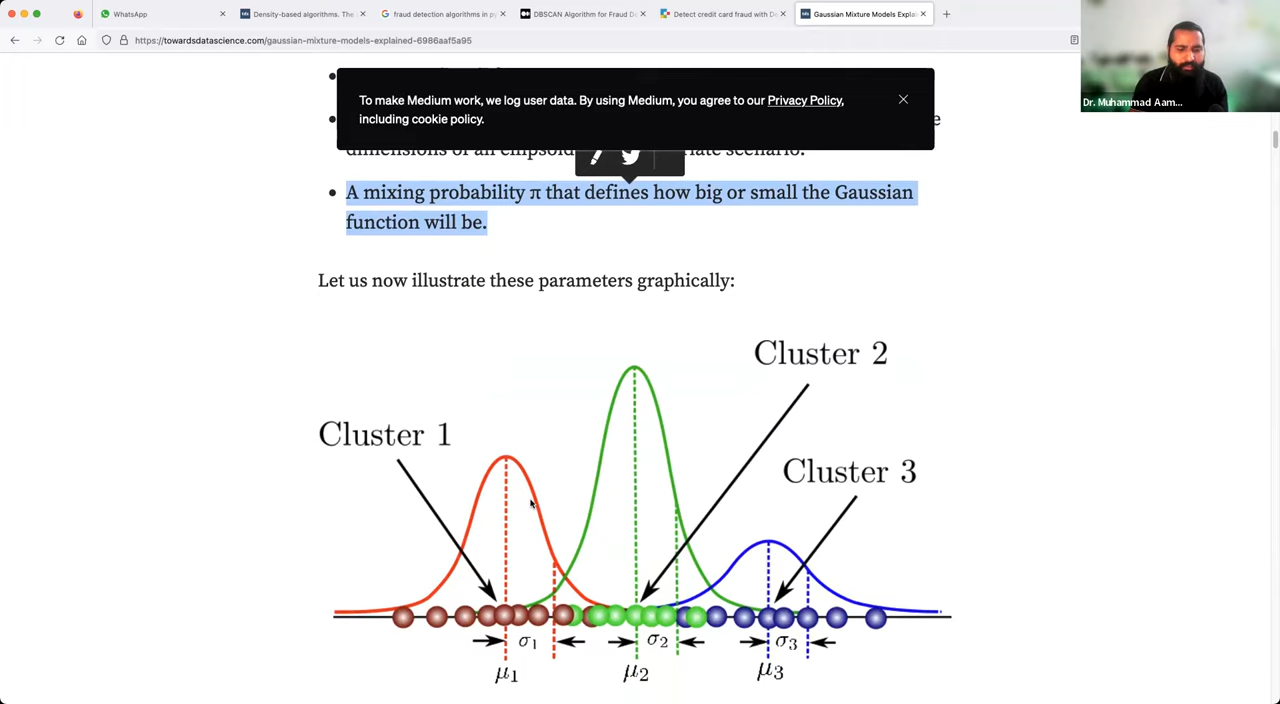 WhatsApp
Density-based algorithms. The
fraud detection algorithms in p
DBSCAN Algorithm for Fraud D
Detect credit card fraud with De
Gaussian Mixture Models Expla
https://towardsdatascience.com/gaussian-mixture-models-explained-6986aaf5a95
Dr. Muhammad Aam...
To make Medium work, we log user data. By using Medium, you agree to our Privacy Policy,
including cookie policy.
A mixing probability π that defines how big or small the Gaussian
function will be.
Let us now illustrate these parameters graphically:
Cluster 2
Cluster 1
Cluster 3
σ1
σ2
σ3
μ1
μ2
μ3